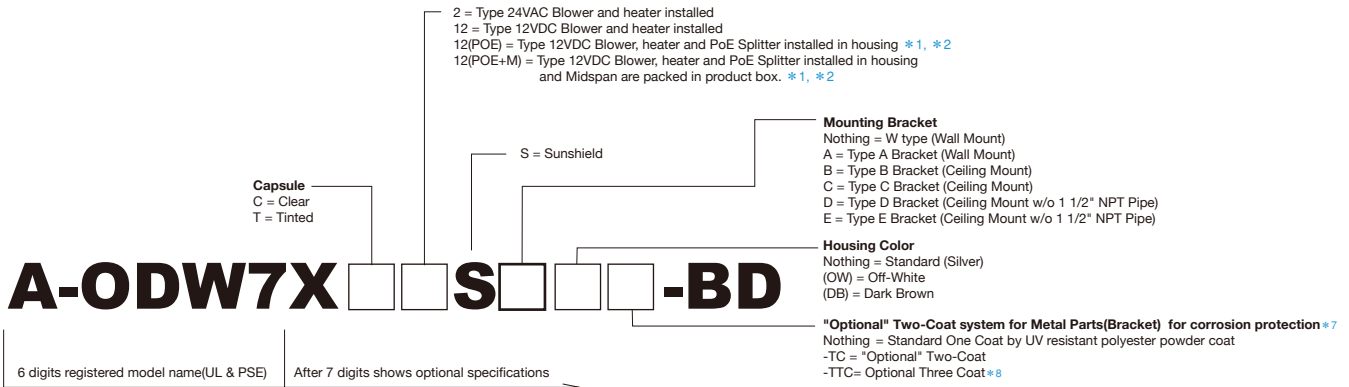 2 = Type 24VAC Blower and heater installed
12 = Type 12VDC Blower and heater installed
12(POE) = Type 12VDC Blower, heater and PoE Splitter installed in housing *1, *2
12(POE+M) = Type 12VDC Blower, heater and PoE Splitter installed in housing
and Midspan are packed in product box. *1, *2
Mounting Bracket
Nothing = W type (Wall Mount)
A = Type A Bracket (Wall Mount)
B = Type B Bracket (Ceiling Mount)
C = Type C Bracket (Ceiling Mount)
D = Type D Bracket (Ceiling Mount w/o 1 1/2" NPT Pipe)
E = Type E Bracket (Ceiling Mount w/o 1 1/2" NPT Pipe)
S = Sunshield
Capsule
C = Clear
T = Tinted
Housing Color
Nothing = Standard (Silver)
(OW) = Off-White
(DB) = Dark Brown
A-ODW7X□□S□□□-BD
"Optional" Two-Coat system for Metal Parts(Bracket) for corrosion protection*7
Nothing = Standard One Coat by UV resistant polyester powder coat
-TC = "Optional" Two-Coat
-TTC= Optional Three Coat*8
6 digits registered model name(UL & PSE)
After 7 digits shows optional specifications